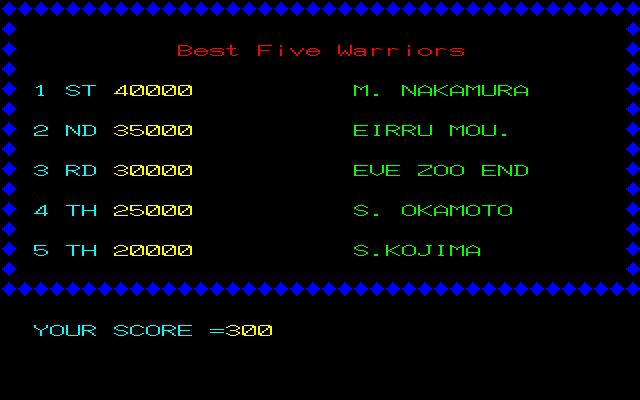 Best Five Warriors
1 ST 40000 M. NAKAMURA
2 ND 35000 EIRRU MOU.
3 RD 30000 EVE ZOO END
4 TH 25000 S. OKAMOTO
5 TH 20000 S.KOJIMA
YOUR SCORE =300